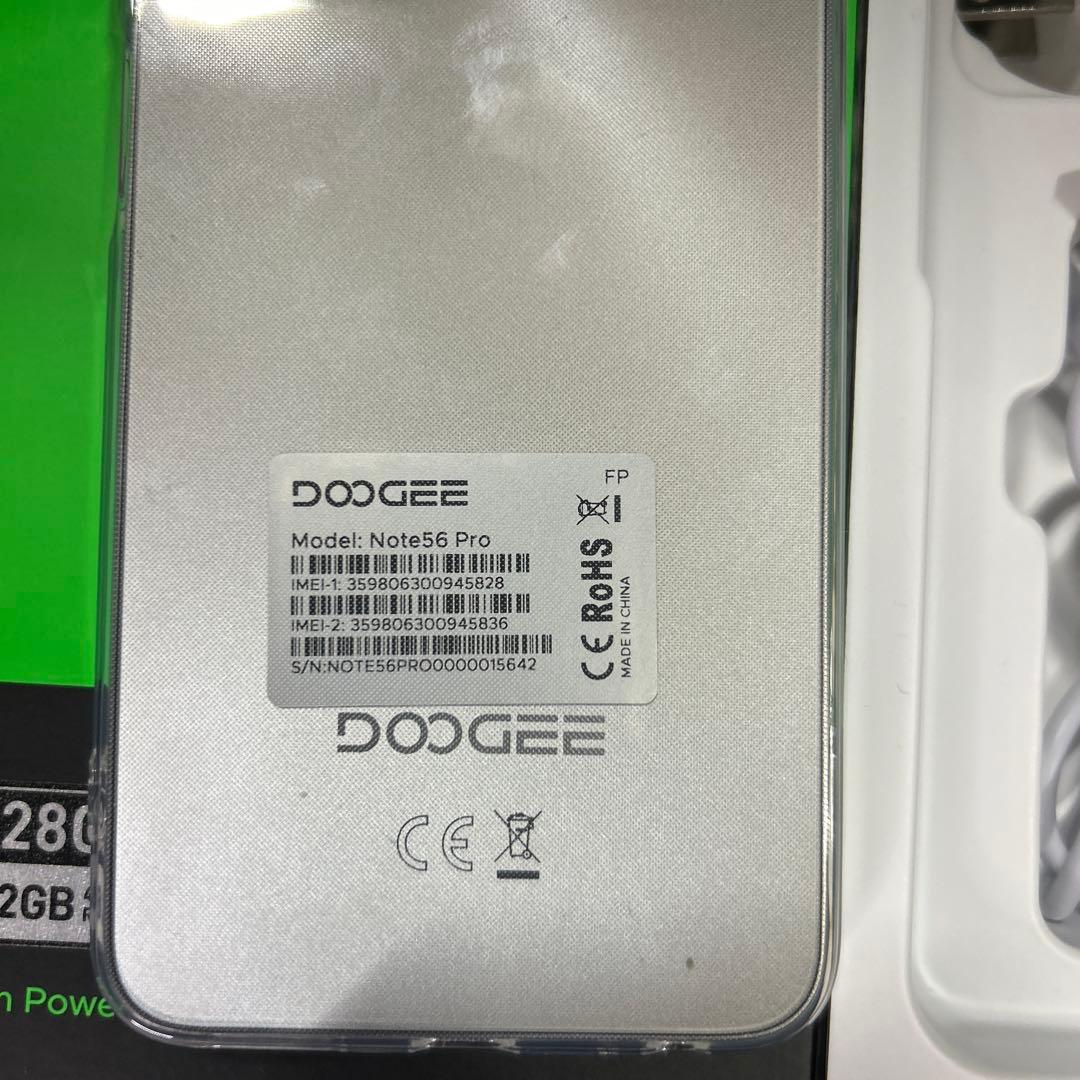 DOOGEE
FP
Model: Note56 Pro
IMEI-1: 359806300945828
IMEI-2: 359806300945836
S/N:NOTE56PRO0000015642
CE RoHS
MADE IN CHINA
DOOGEE
CE
28
2GB
n Powe